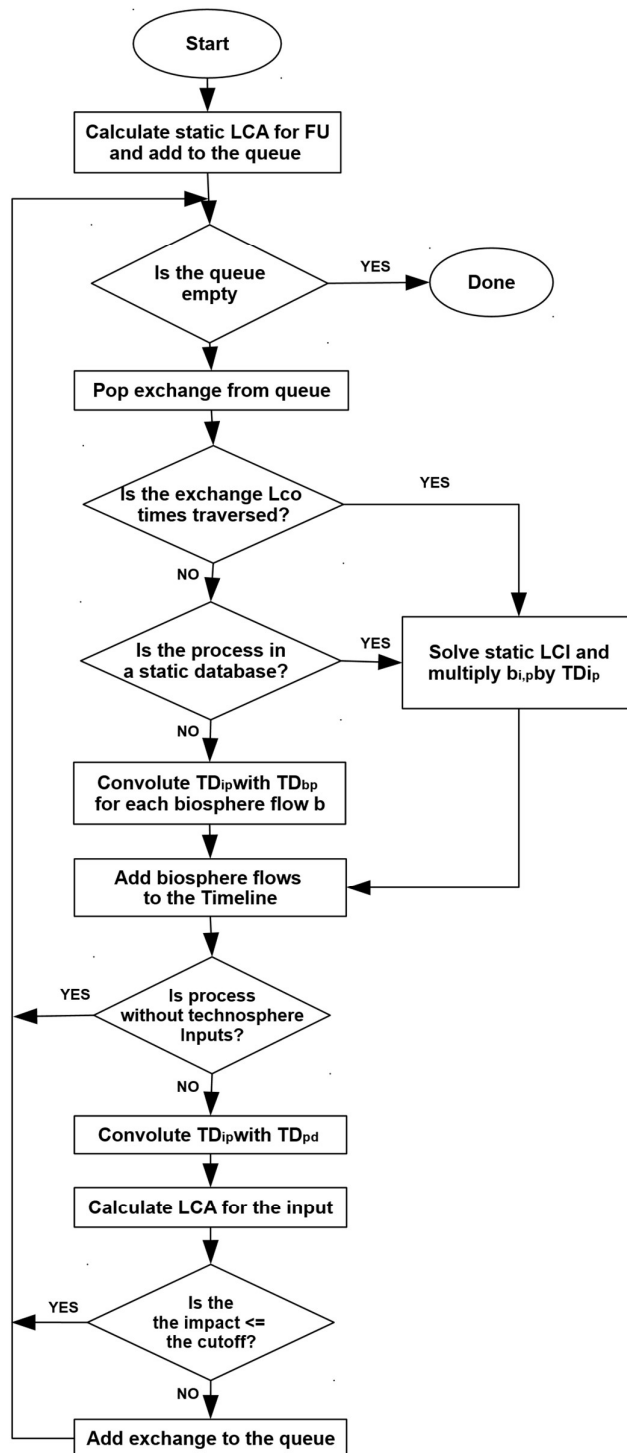 Start
Calculate static LCA for FU
and add to the queue
Is the queue
empty
YES
Done
Pop exchange from queue
Is the exchange Lco
times traversed?
YES
NO
Is the process in
a static database?
YES
Solve static LCI and
multiply bi,pby TDip
NO
Convolute TDipwith TDbp
for each biosphere flow b
Add biosphere flows
to the Timeline
Is process
without technosphere
Inputs?
YES
NO
Convolute TDipwith TDpd
Calculate LCA for the input
Is the
the impact <=
the cutoff?
YES
NO
Add exchange to the queue